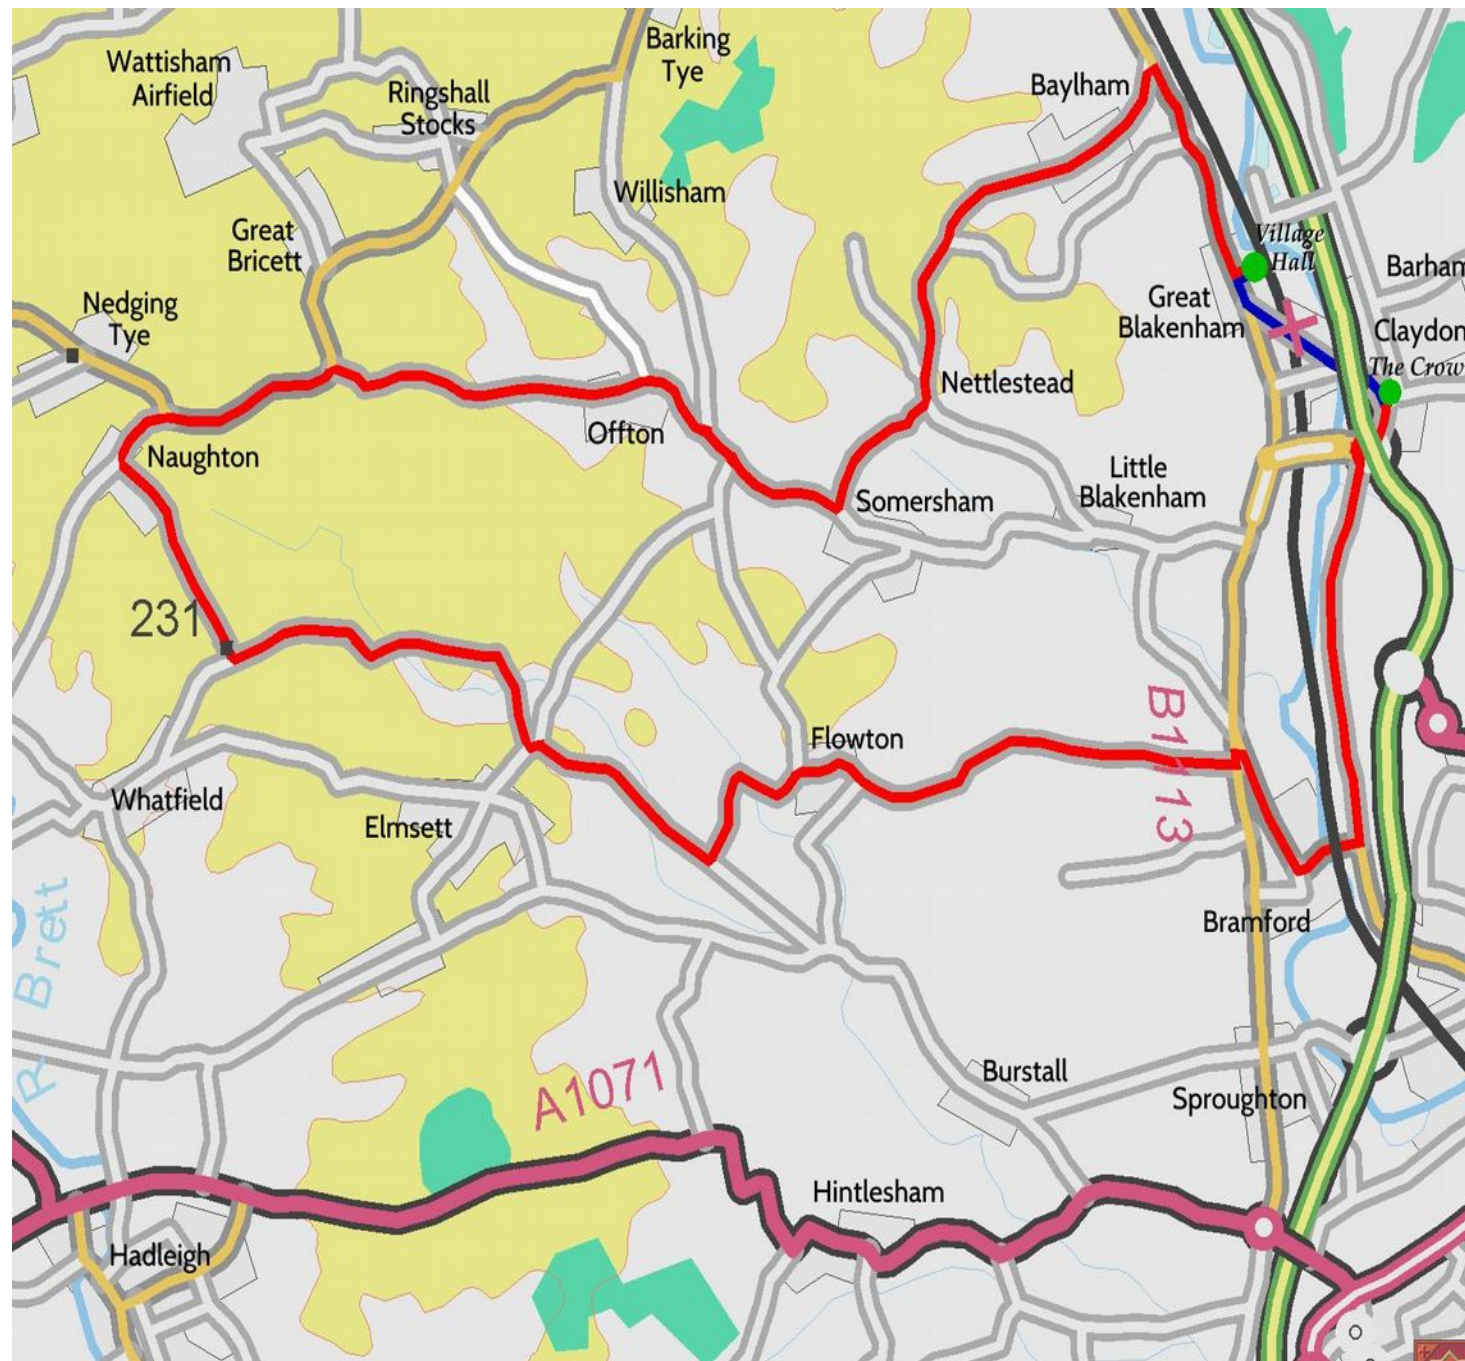 Wattisham
Airfield
Ringshall
Stocks
Barking
Tye
Baylham
Willisham
Great
Bricett
Village
Hall
Barham
Nedging
Tye
Great
Blakenham
Claydon
The Crow
Nettlestead
Offton
Naughton
Little
Blakenham
Somersham
231
B1113
Flowton
Whatfield
Elmsett
R Brett
Bramford
A1071
Burstall
Sproughton
Hintlesham
Hadleigh